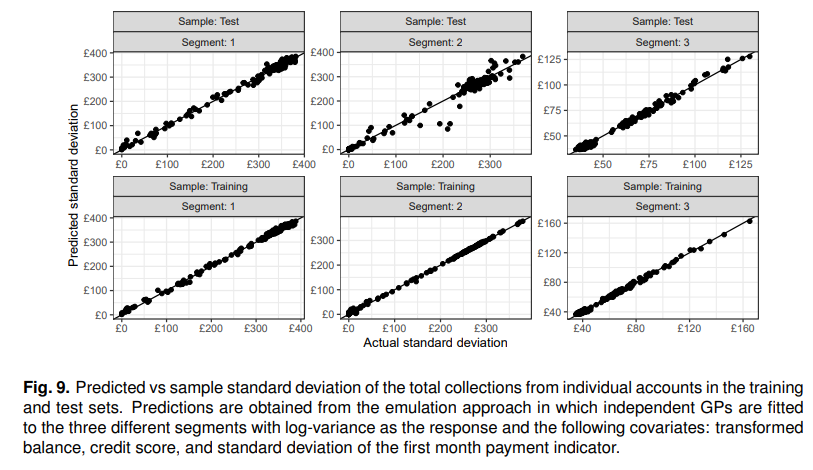 Sample: Test
Sample: Test
Sample: Test
Segment: 1
Segment: 2
Segment: 3
£400
£300
£200
£100
£0
£0
£100
£200
£300
£400
£400
£300
£200
£100
£0
£0
£100
£200
£300
£125
£100
£75
£50
£50
£75
£100
£125
Predicted standard deviation
Sample: Training
Sample: Training
Sample: Training
Segment: 1
Segment: 2
Segment: 3
£400
£300
£200
£100
£0
£0
£100
£200
£300
£400
£300
£200
£100
£0
£0
£100
£200
£300
£160
£120
£80
£40
£40
£80
£120
£160
Actual standard deviation
Fig. 9. Predicted vs sample standard deviation of the total collections from individual accounts in the training
and test sets. Predictions are obtained from the emulation approach in which independent GPs are fitted
to the three different segments with log-variance as the response and the following covariates: transformed
balance, credit score, and standard deviation of the first month payment indicator.